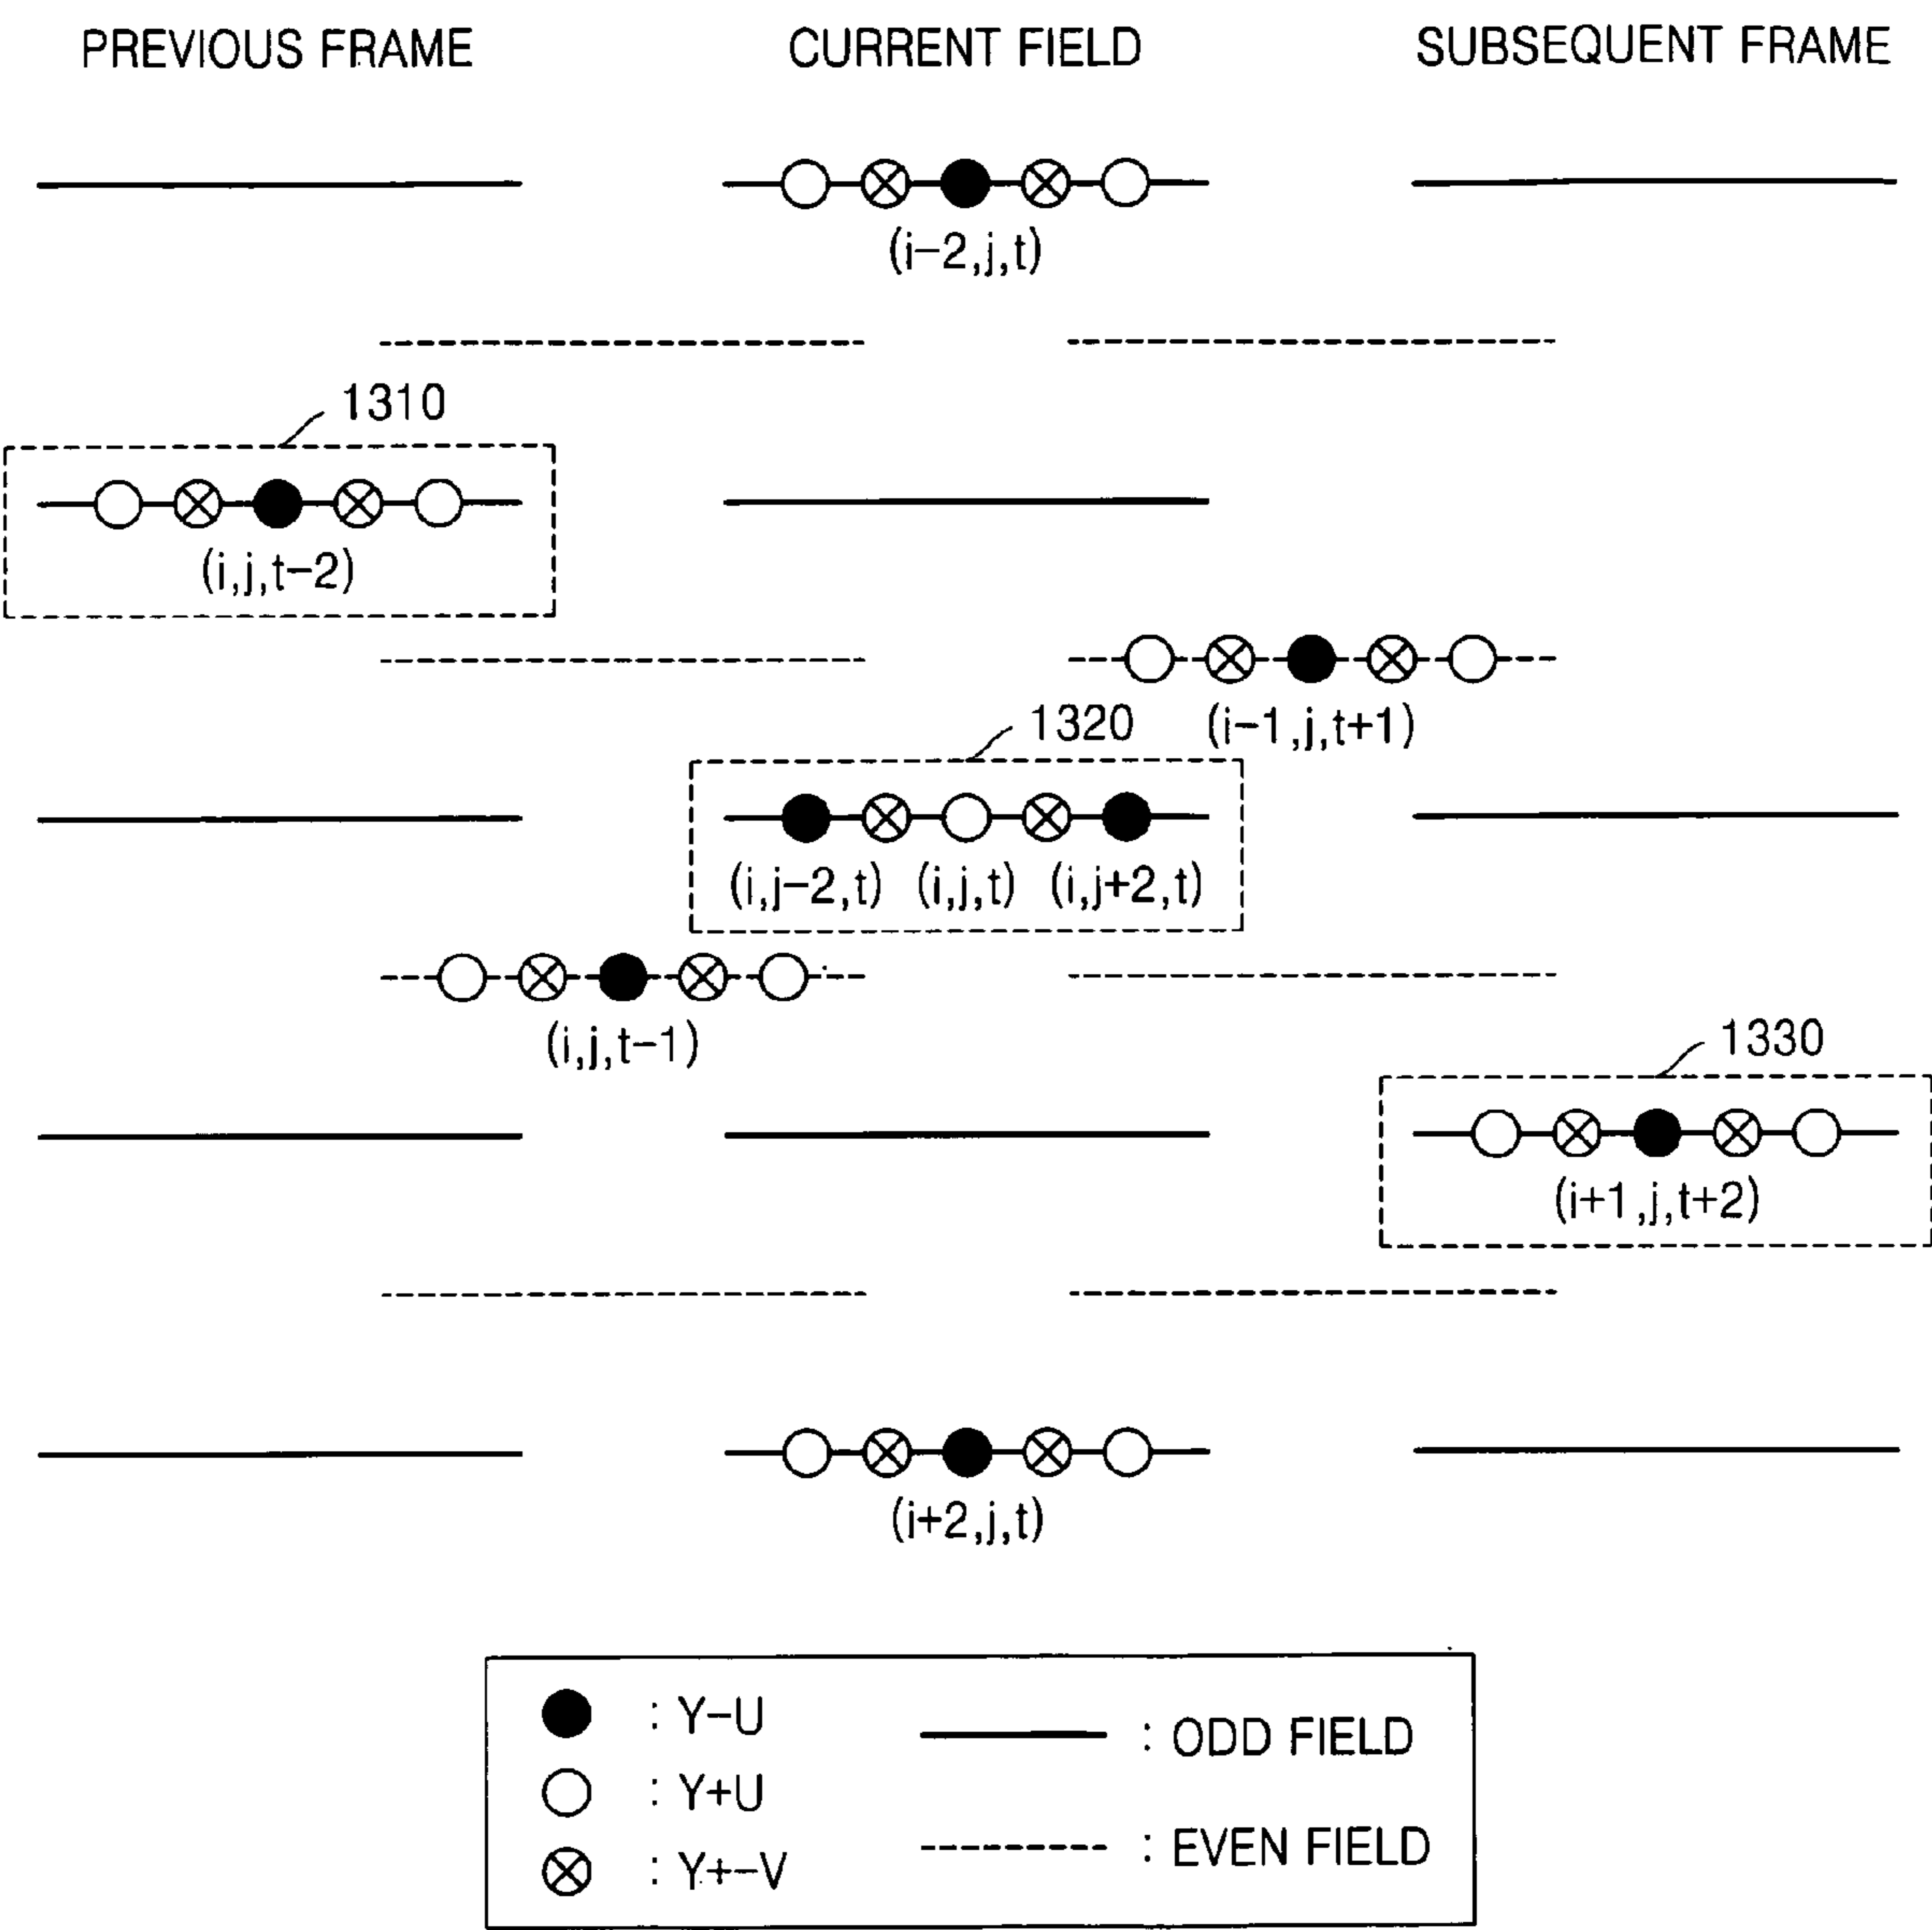 PREVIOUS FRAME CURRENT FIELD SUBSEQUENT FRAME
(i-2,j,t)
1310
(i,j,t-2)
(i-1,j,t+1)
1320
(i,j-2,t) (i,j,t) (i,j+2,t)
(i,j,t-1)
1330
(i+1,j,t+2)
(i+2,j,t)
: Y-U
: Y+U
: Y+-V
: ODD FIELD
: EVEN FIELD